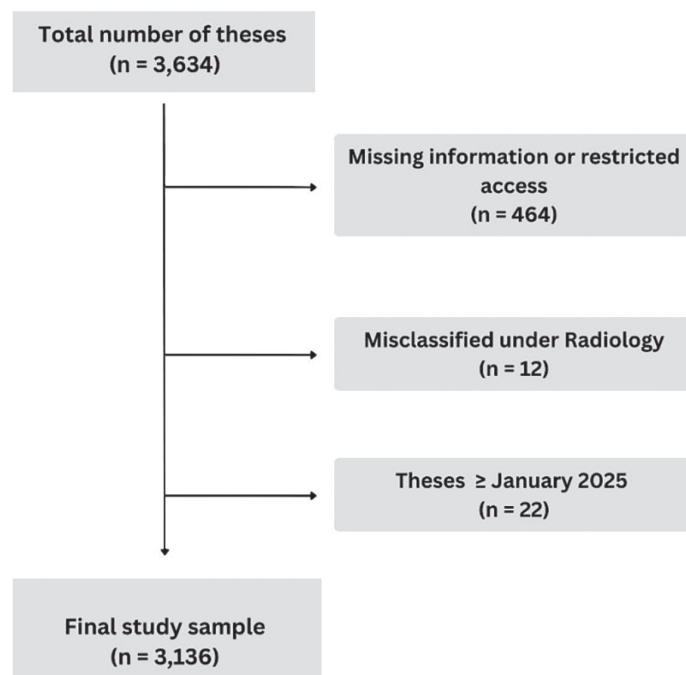 Total number of theses
(n = 3,634)
Missing information or restricted
access
(n = 464)
Misclassified under Radiology
(n = 12)
Theses ≥ January 2025
(n = 22)
Final study sample
(n = 3,136)